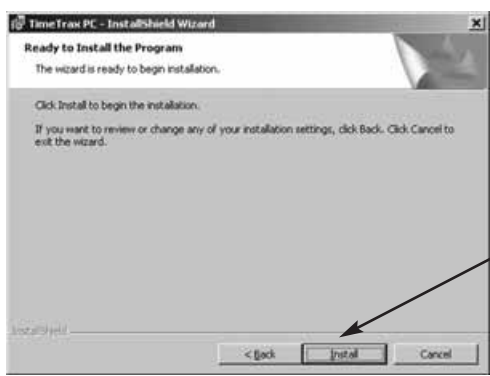 TimeTrax PC - InstallShield Wizard
Ready to Install the Program
The wizard is ready to begin installation.
Click Install to begin the installation.
If you want to review or change any of your installation settings, click Back. Click Cancel to
exit the wizard.
InstallShield
< Back
Install
Cancel